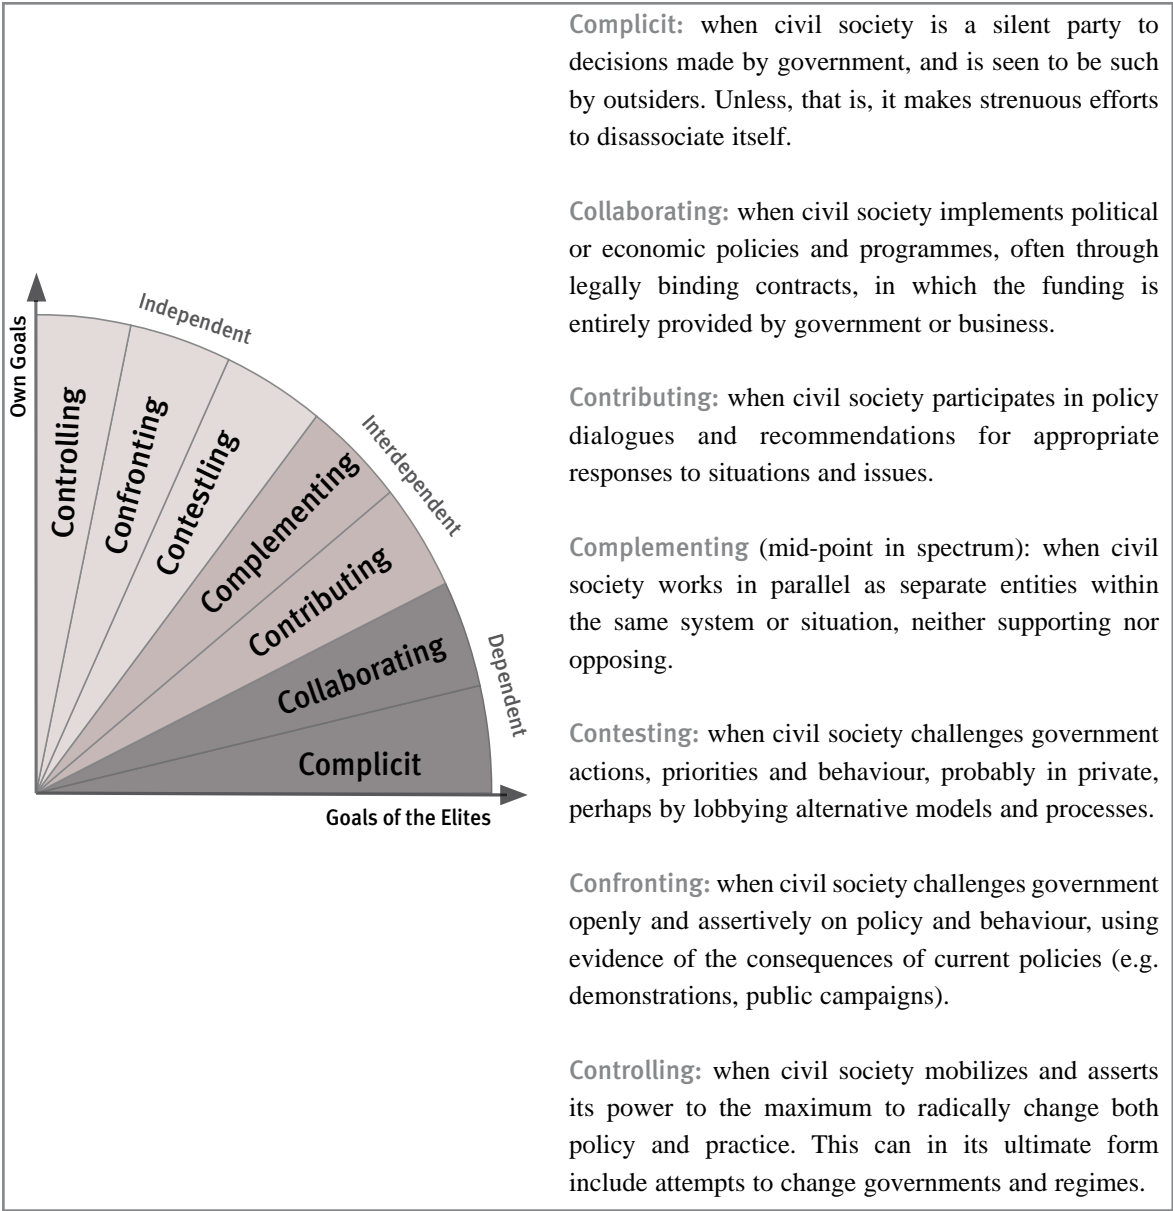 Own Goals
Independent
Interdependent
Dependent
Controlling
Confronting
Contestling
Complementing
Contributing
Collaborating
Complicit
Goals of the Elites
Complicit: when civil society is a silent party to
decisions made by government, and is seen to be such
by outsiders. Unless, that is, it makes strenuous efforts
to disassociate itself.
Collaborating: when civil society implements political
or economic policies and programmes, often through
legally binding contracts, in which the funding is
entirely provided by government or business.
Contributing: when civil society participates in policy
dialogues and recommendations for appropriate
responses to situations and issues.
Complementing (mid-point in spectrum): when civil
society works in parallel as separate entities within
the same system or situation, neither supporting nor
opposing.
Contesting: when civil society challenges government
actions, priorities and behaviour, probably in private,
perhaps by lobbying alternative models and processes.
Confronting: when civil society challenges government
openly and assertively on policy and behaviour, using
evidence of the consequences of current policies (e.g.
demonstrations, public campaigns).
Controlling: when civil society mobilizes and asserts
its power to the maximum to radically change both
policy and practice. This can in its ultimate form
include attempts to change governments and regimes.